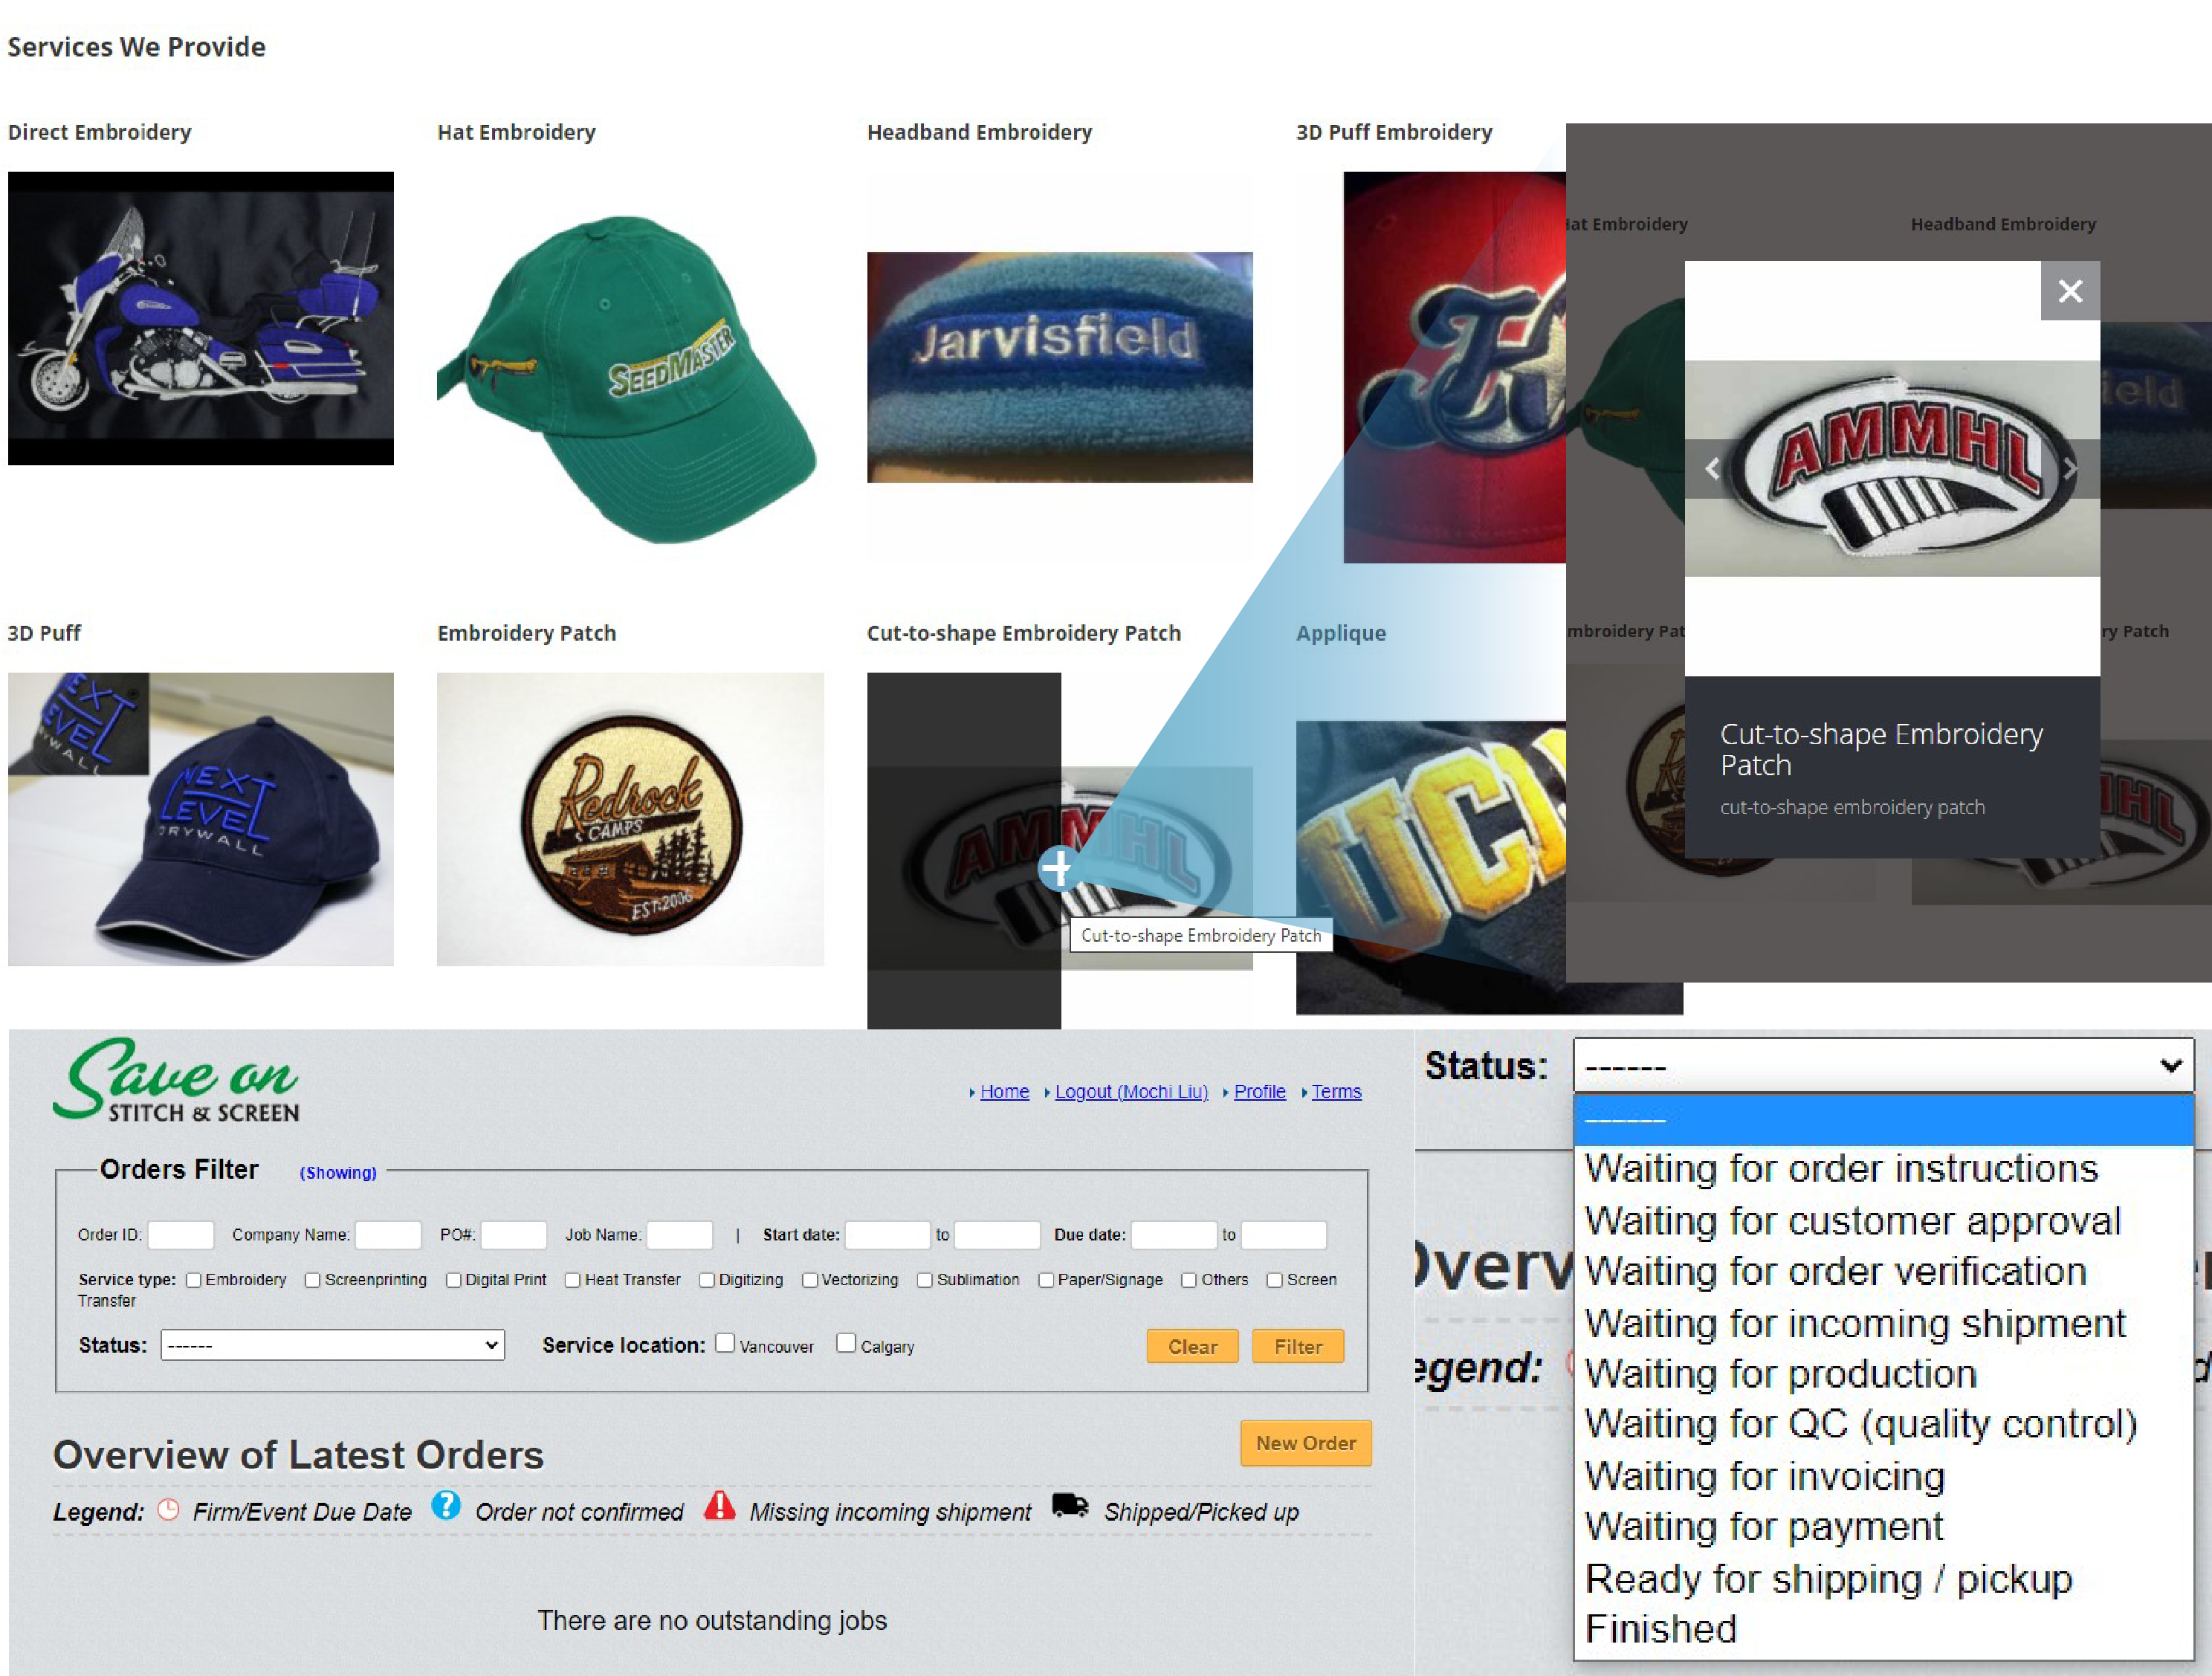 Services We Provide
Direct Embroidery
Hat Embroidery
Headband Embroidery
3D Puff Embroidery
SEEDMASTER
Jarvisfield
3D Puff
Embroidery Patch
Cut-to-shape Embroidery Patch
Applique
EXT
EVEL
YWALL
NEXT
LEVEL
DRYWALL
Redrock
CAMPS
EST:2006
AMMHL
Cut-to-shape Embroidery Patch
UCI
Hat Embroidery
Headband Embroidery
ield
AMMHL
mbroidery Pat
ry Patch
Cut-to-shape Embroidery
Patch
cut-to-shape embroidery patch
MHL
Save on
STITCH & SCREEN
Home Logout (Mochi Liu) Profile Terms
Orders Filter (Showing)
Order ID: Company Name: PO#: Job Name: | Start date: to Due date: to
Service type: Embroidery Screenprinting Digital Print Heat Transfer Digitizing Vectorizing Sublimation Paper/Signage Others Screen
Transfer
Status: ------ Service location: Vancouver Calgary Clear Filter
New Order
Overview of Latest Orders
Legend: Firm/Event Due Date Order not confirmed Missing incoming shipment Shipped/Picked up
There are no outstanding jobs
Status: ------
------
Waiting for order instructions
Waiting for customer approval
Waiting for order verification
Waiting for incoming shipment
Waiting for production
Waiting for QC (quality control)
Waiting for invoicing
Waiting for payment
Ready for shipping / pickup
Finished
Overv
egend: